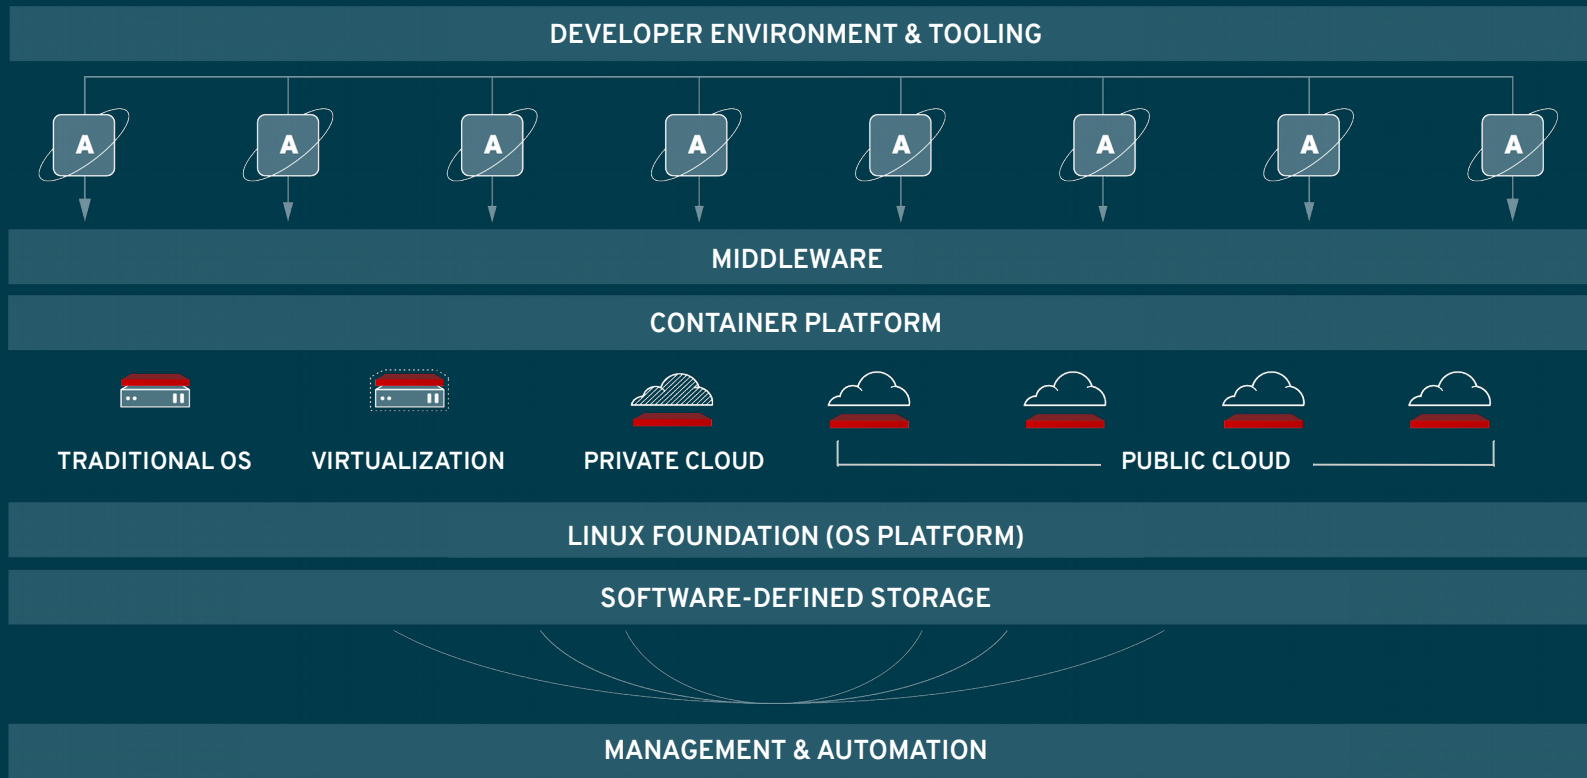 DEVELOPER ENVIRONMENT & TOOLING
A A A A A A A A
MIDDLEWARE
CONTAINER PLATFORM
TRADITIONAL OS VIRTUALIZATION PRIVATE CLOUD PUBLIC CLOUD
LINUX FOUNDATION (OS PLATFORM)
SOFTWARE-DEFINED STORAGE
MANAGEMENT & AUTOMATION